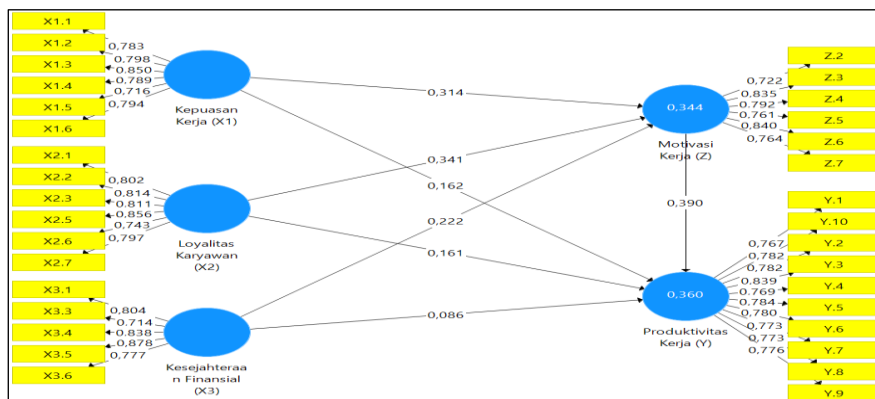 X1.1
X1.2
X1.3
X1.4
X1.5
X1.6
0,783
0,798
0,850
0,789
0,716
0,794
Kepuasan
Kerja (X1)
X2.1
X2.2
X2.3
X2.5
X2.6
X2.7
0,802
0,814
0,811
0,856
0,743
0,797
Loyalitas
Karyawan
(X2)
X3.1
X3.3
X3.4
X3.5
X3.6
0,804
0,714
0,838
0,878
0,777
Kesejahteraa
n Finansial
(X3)
0,314
0,341
0,162
0,222
0,161
0,086
0,390
0,344
Motivasi
Kerja (Z)
0,722
0,835
0,792
0,761
0,840
0,764
Z.2
Z.3
Z.4
Z.5
Z.6
Z.7
0,360
Produktivitas
Kerja (Y)
0,767
0,782
0,782
0,839
0,769
0,784
0,780
0,773
0,773
0,776
Y.1
Y.10
Y.2
Y.3
Y.4
Y.5
Y.6
Y.7
Y.8
Y.9